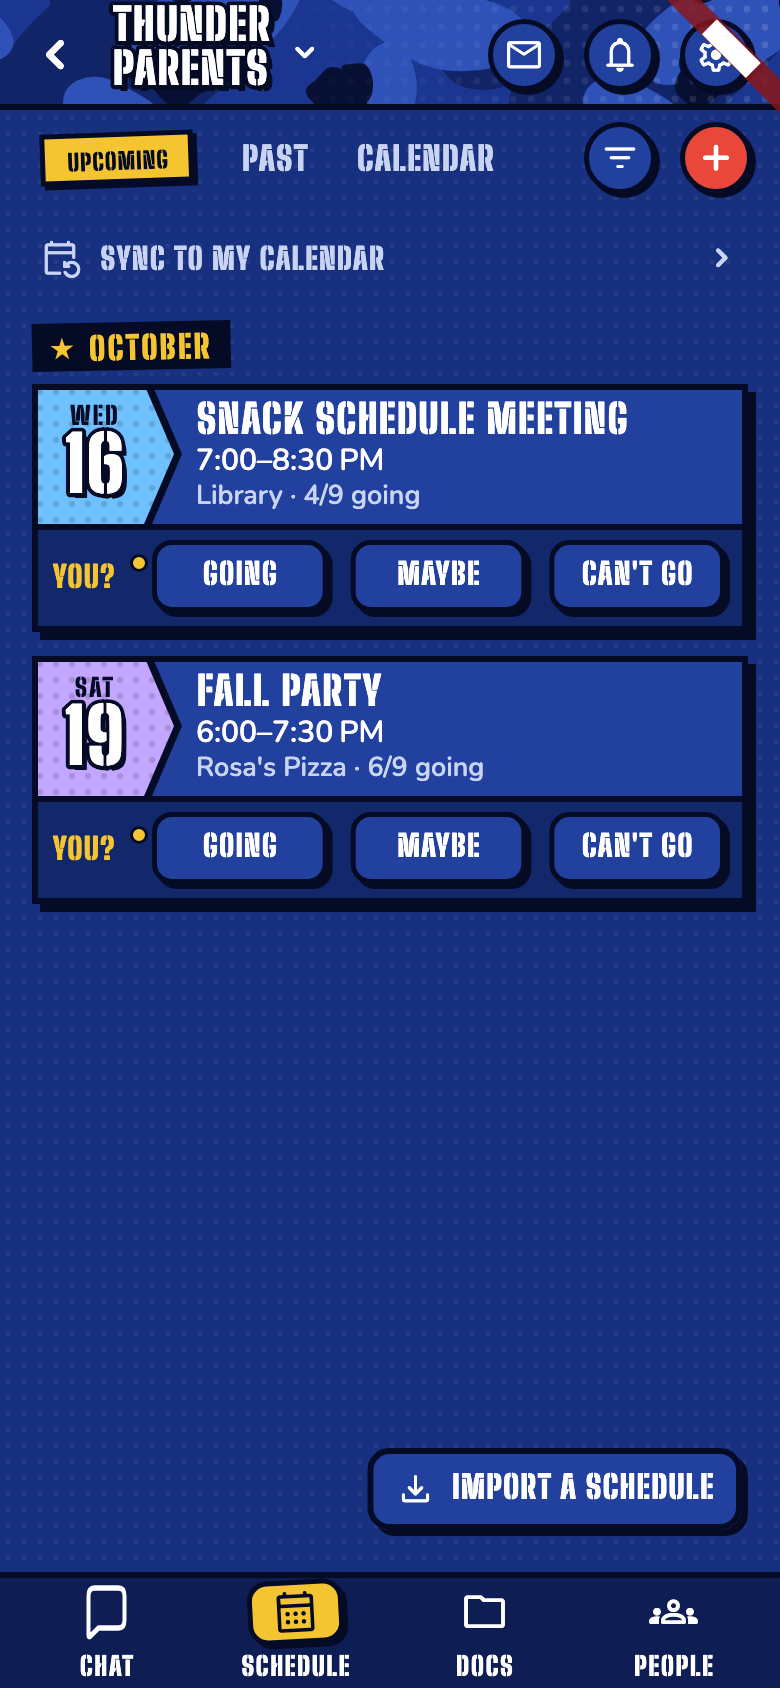 THUNDER
PARENTS
UPCOMING
PAST
CALENDAR
SYNC TO MY CALENDAR
★ OCTOBER
WED
16
SNACK SCHEDULE MEETING
7:00–8:30 PM
Library · 4/9 going
YOU?
GOING
MAYBE
CAN'T GO
SAT
19
FALL PARTY
6:00–7:30 PM
Rosa's Pizza · 6/9 going
YOU?
GOING
MAYBE
CAN'T GO
IMPORT A SCHEDULE
CHAT
SCHEDULE
DOCS
PEOPLE